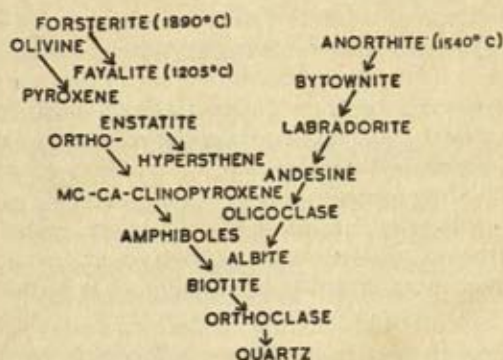 FORSTERITE (1890°C)
OLIVINE
ANORTHITE (1540°C)
FAYALITE (1205°C)
BYTOWNITE
PYROXENE
ENSTATITE
LABRADORITE
ORTHO-
HYPERSTHENE
ANDESINE
MG-CA-CLINOPYROXENE
OLIGOCLASE
AMPHIBOLES
ALBITE
BIOTITE
ORTHOCLASE
QUARTZ